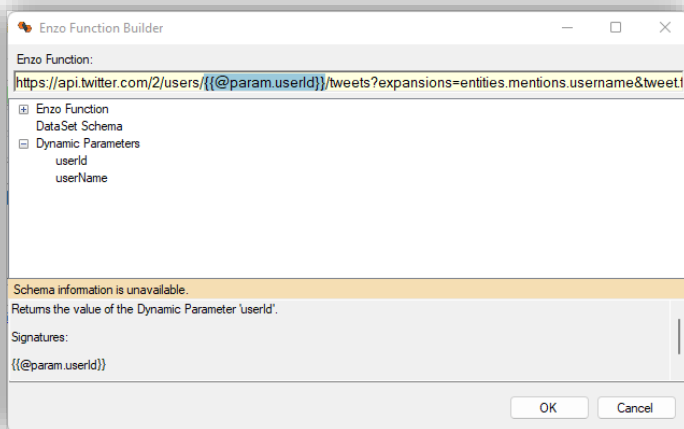 Enzo Function Builder
Enzo Function:
https://api.twitter.com/2/users/{{@param.userId}}/tweets?expansions=entities.mentions.username&tweet.f
Enzo Function
DataSet Schema
Dynamic Parameters
userId
userName
Schema information is unavailable.
Returns the value of the Dynamic Parameter 'userId'.
Signatures:
{{@param.userId}}
OK Cancel